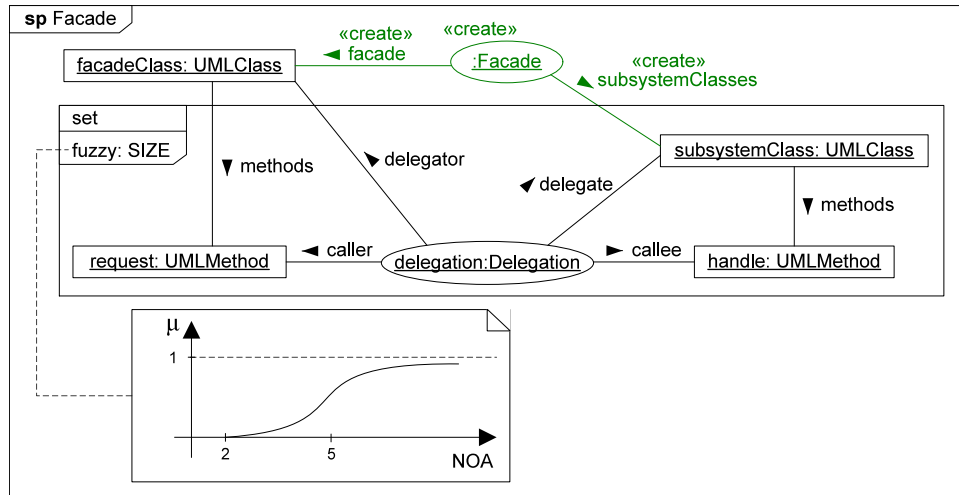 sp Facade
«create» «create»
facade
facadeClass: UMLClass
:Facade
«create»
subsystemClasses
set
fuzzy: SIZE
subsystemClass: UMLClass
delegator
methods
delegate
methods
caller
callee
request: UMLMethod
delegation:Delegation
handle: UMLMethod
μ
1
2
5
NOA